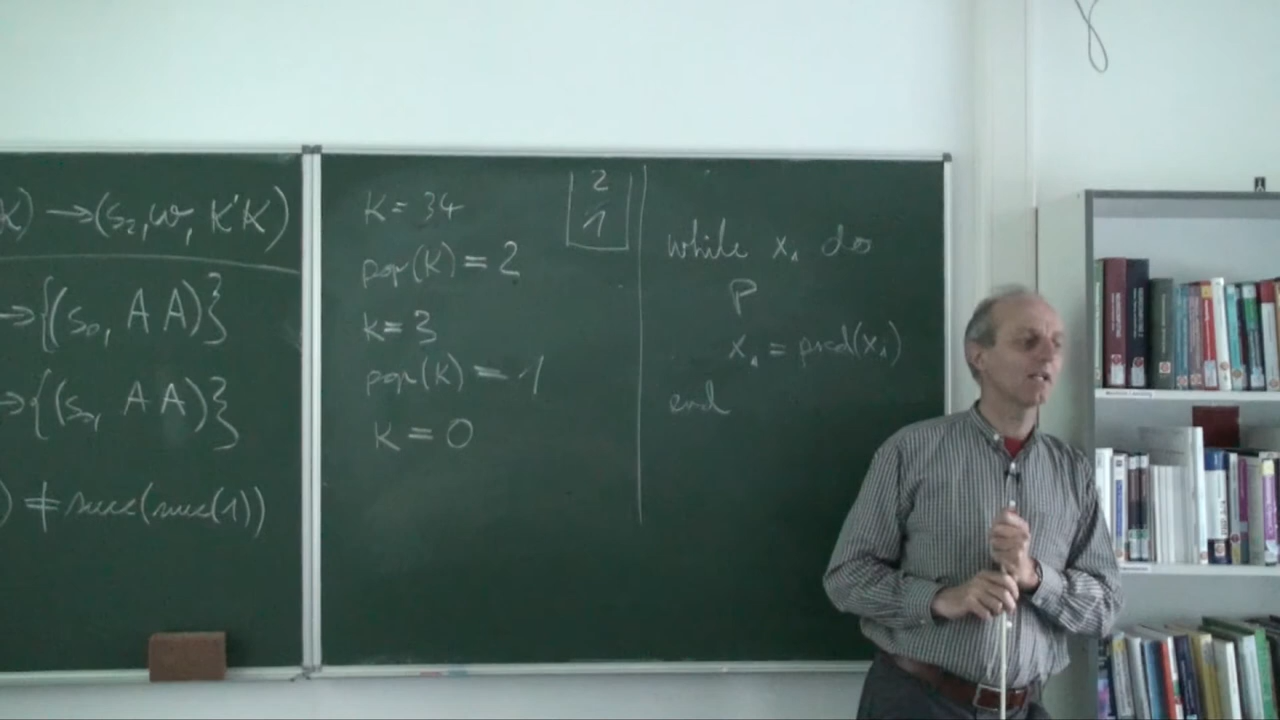 K) → (s₂, w, K'K)
→ {(s₀, A A)}
→ {(s₀, A A)}
) ≠ succ(succ(1))
K = 34
pop(K) = 2
K = 3
pop(K) = 1
K = 0
2
1
while x₁ do
P
x₁ = pred(x₁)
end